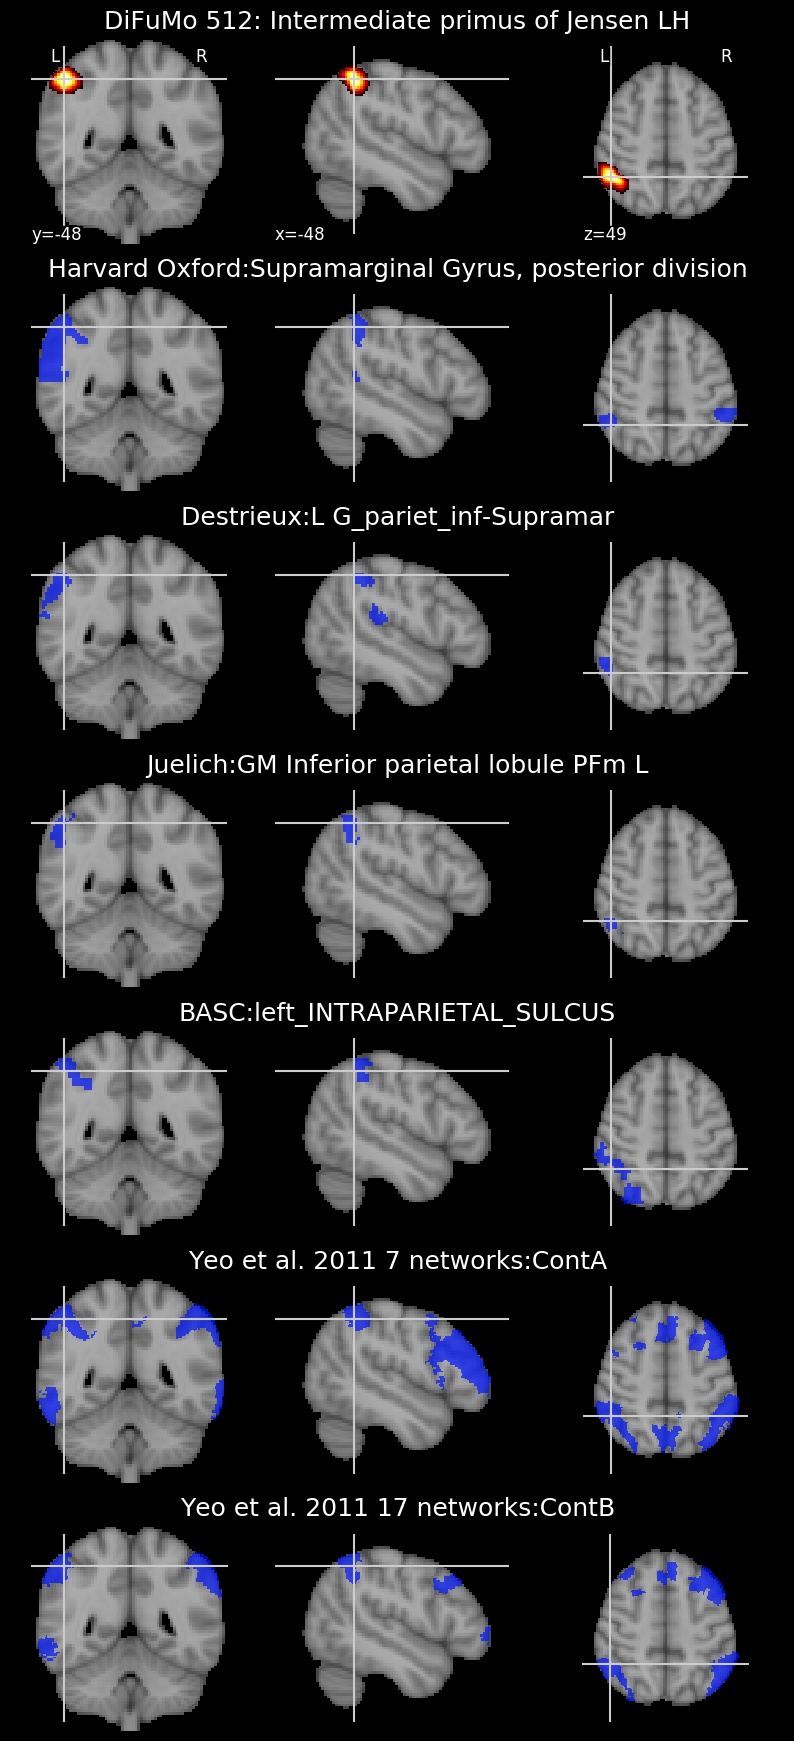 DiFuMo 512: Intermediate primus of Jensen LH
L R L R
y=-48 x=-48 z=49
Harvard Oxford:Supramarginal Gyrus, posterior division
Destrieux:L G_pariet_inf-Supramar
Juelich:GM Inferior parietal lobule PFm L
BASC:left_INTRAPARIETAL_SULCUS
Yeo et al. 2011 7 networks:ContA
Yeo et al. 2011 17 networks:ContB